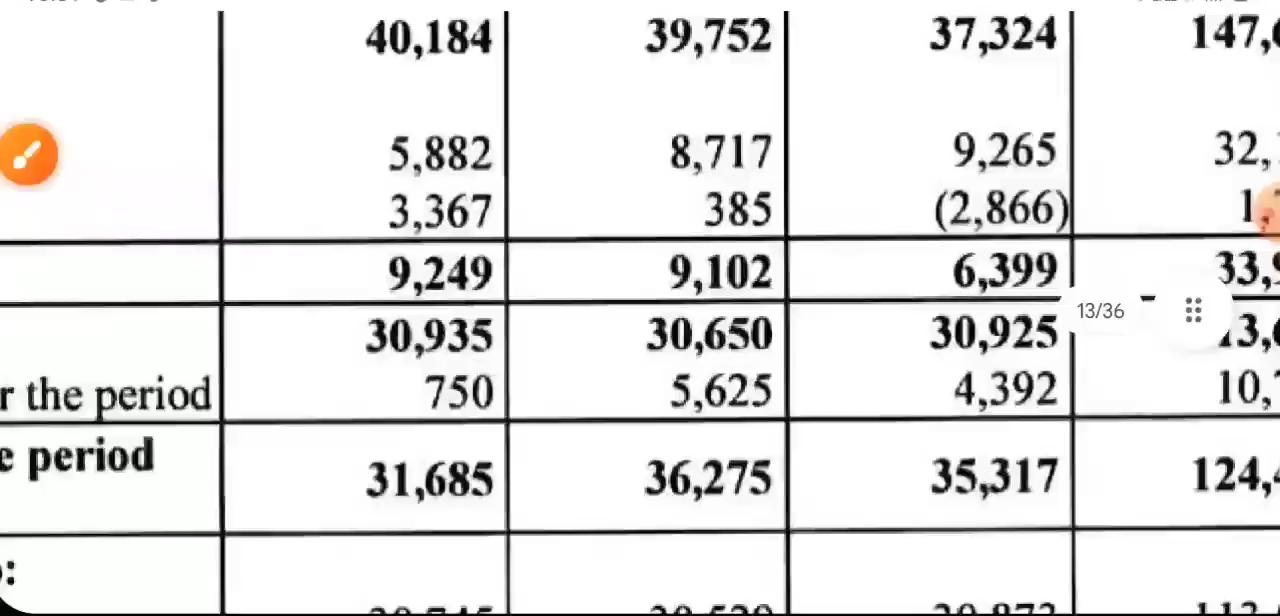 40,184 39,752 37,324
5,882 8,717 9,265
3,367 385 (2,866)
9,249 9,102 6,399
13/36
30,935 30,650 30,925
r the period 750 5,625 4,392
e period
31,685 36,275 35,317